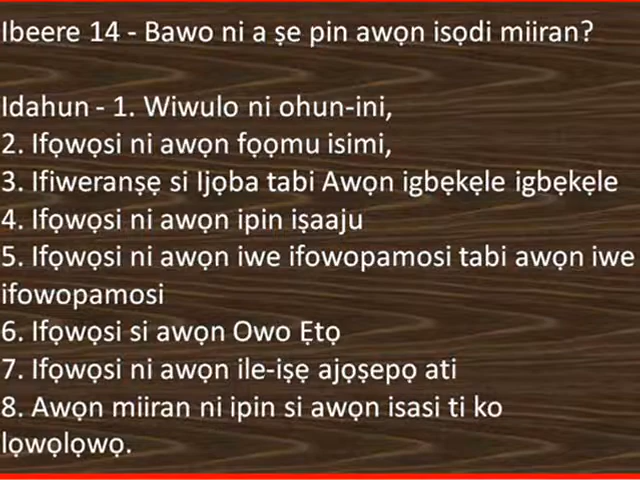 Ibeere 14 - Bawo ni a ṣe pin awọn isọdi miiran?
Idahun - 1. Wiwulo ni ohun-ini,
2. Ifọwọsi ni awọn fọọmu isimi,
3. Ifiweranṣẹ si Ijọba tabi Awọn igbẹkẹle igbẹkẹle
4. Ifọwọsi ni awọn ipin iṣaaju
5. Ifọwọsi ni awọn iwe ifowopamosi tabi awọn iwe
ifowopamosi
6. Ifọwọsi si awọn Owo Ẹtọ
7. Ifọwọsi ni awọn ile-iṣẹ ajọṣepọ ati
8. Awọn miiran ni ipin si awọn isasi ti ko
lọwọlọwọ.